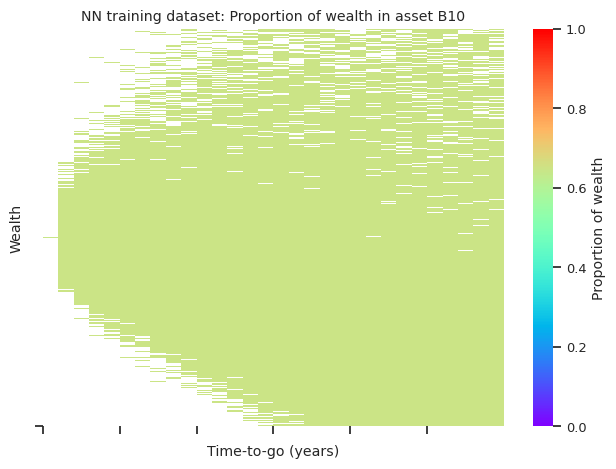 NN training dataset: Proportion of wealth in asset B10
Wealth
Time-to-go (years)
1.0
0.8
0.6
0.4
0.2
0.0
Proportion of wealth